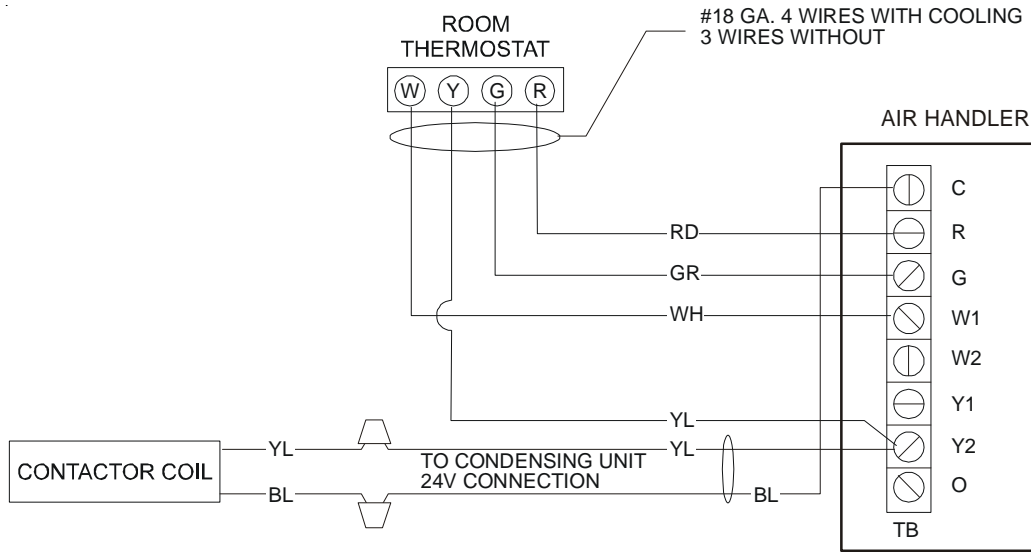 #18 GA. 4 WIRES WITH COOLING
3 WIRES WITHOUT
ROOM
THERMOSTAT
W Y G R
AIR HANDLER
C
RD
R
GR
G
WH
W1
W2
Y1
YL
YL
YL
Y2
CONTACTOR COIL
TO CONDENSING UNIT
24V CONNECTION
BL
BL
O
TB